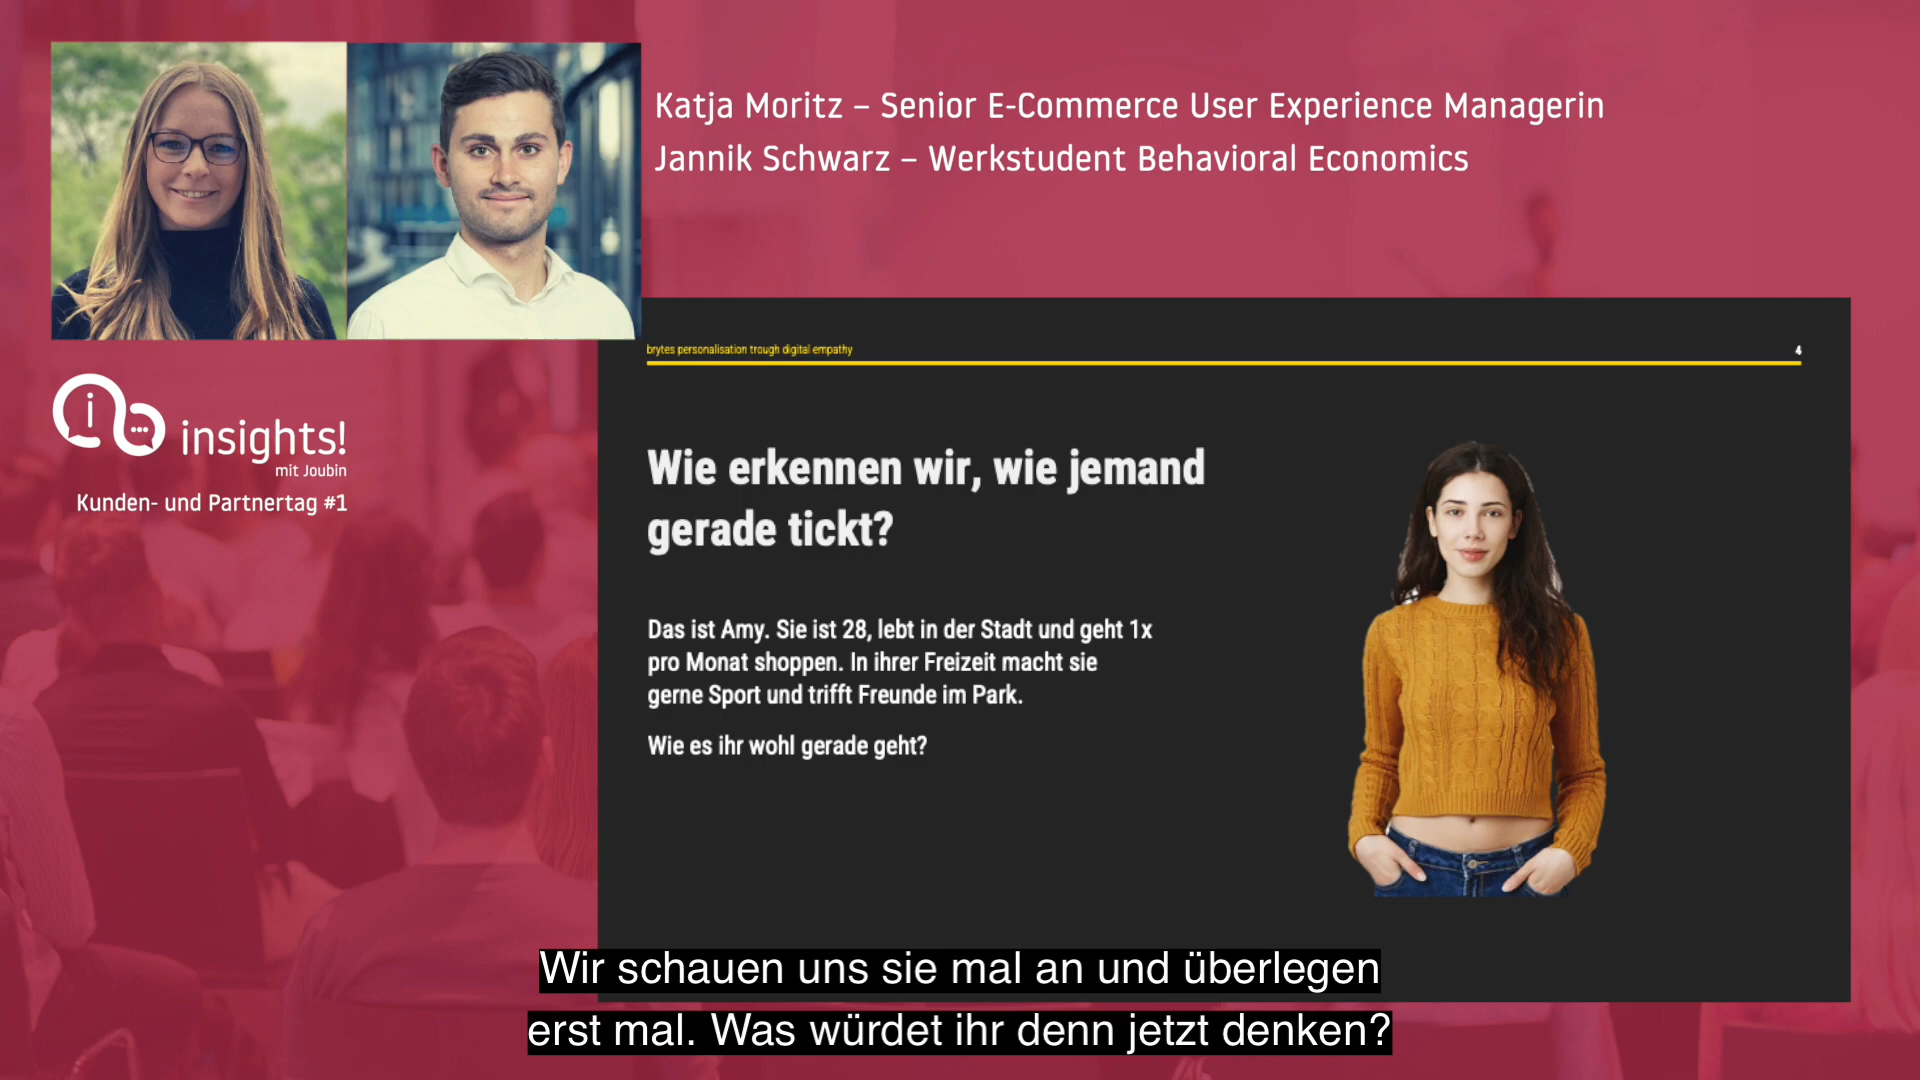 Katja Moritz – Senior E-Commerce User Experience Managerin
Jannik Schwarz – Werkstudent Behavioral Economics
insights!
mit Joubin
Kunden- und Partnertag #1
brytes personalisation trough digital empathy
4
Wie erkennen wir, wie jemand
gerade tickt?
Das ist Amy. Sie ist 28, lebt in der Stadt und geht 1x
pro Monat shoppen. In ihrer Freizeit macht sie
gerne Sport und trifft Freunde im Park.
Wie es ihr wohl gerade geht?
Wir schauen uns sie mal an und überlegen
erst mal. Was würdet ihr denn jetzt denken?